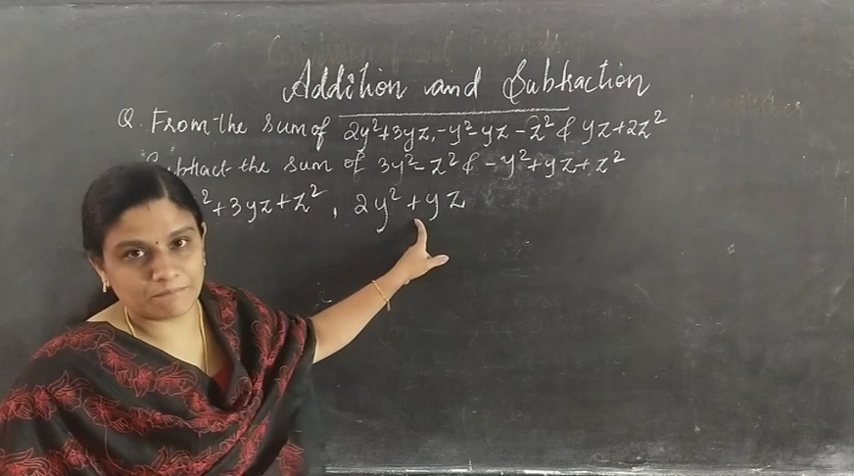 Addition and Subtraction
Q. From the sum of 2y²+3yz, -y²-yz-z² & yz+2z²
Subtract the sum of 3y²-z² & -y²+yz+z²
²+3yz+z², 2y²+yz